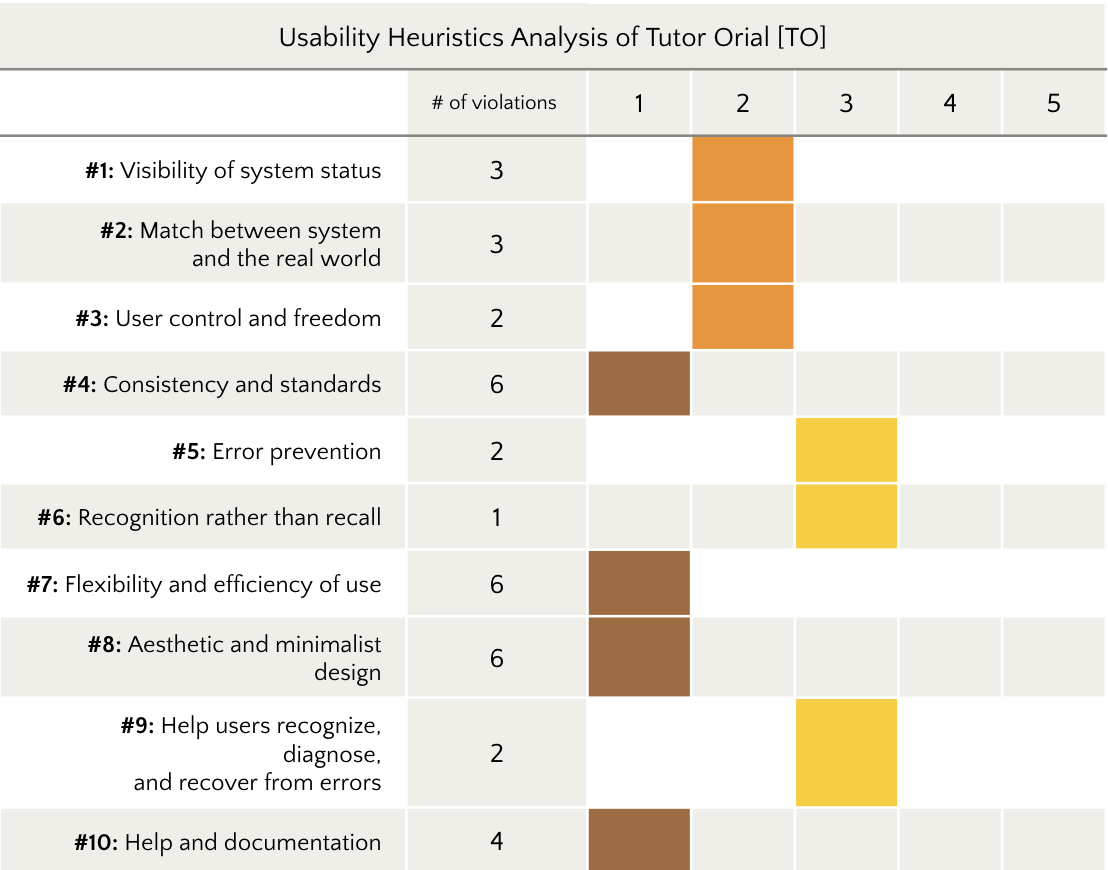 Usability Heuristics Analysis of Tutor Orial [TO]
# of violations 1 2 3 4 5
#1: Visibility of system status 3
#2: Match between system
and the real world 3
#3: User control and freedom 2
#4: Consistency and standards 6
#5: Error prevention 2
#6: Recognition rather than recall 1
#7: Flexibility and efficiency of use 6
#8: Aesthetic and minimalist
design 6
#9: Help users recognize,
diagnose, 2
and recover from errors
#10: Help and documentation 4